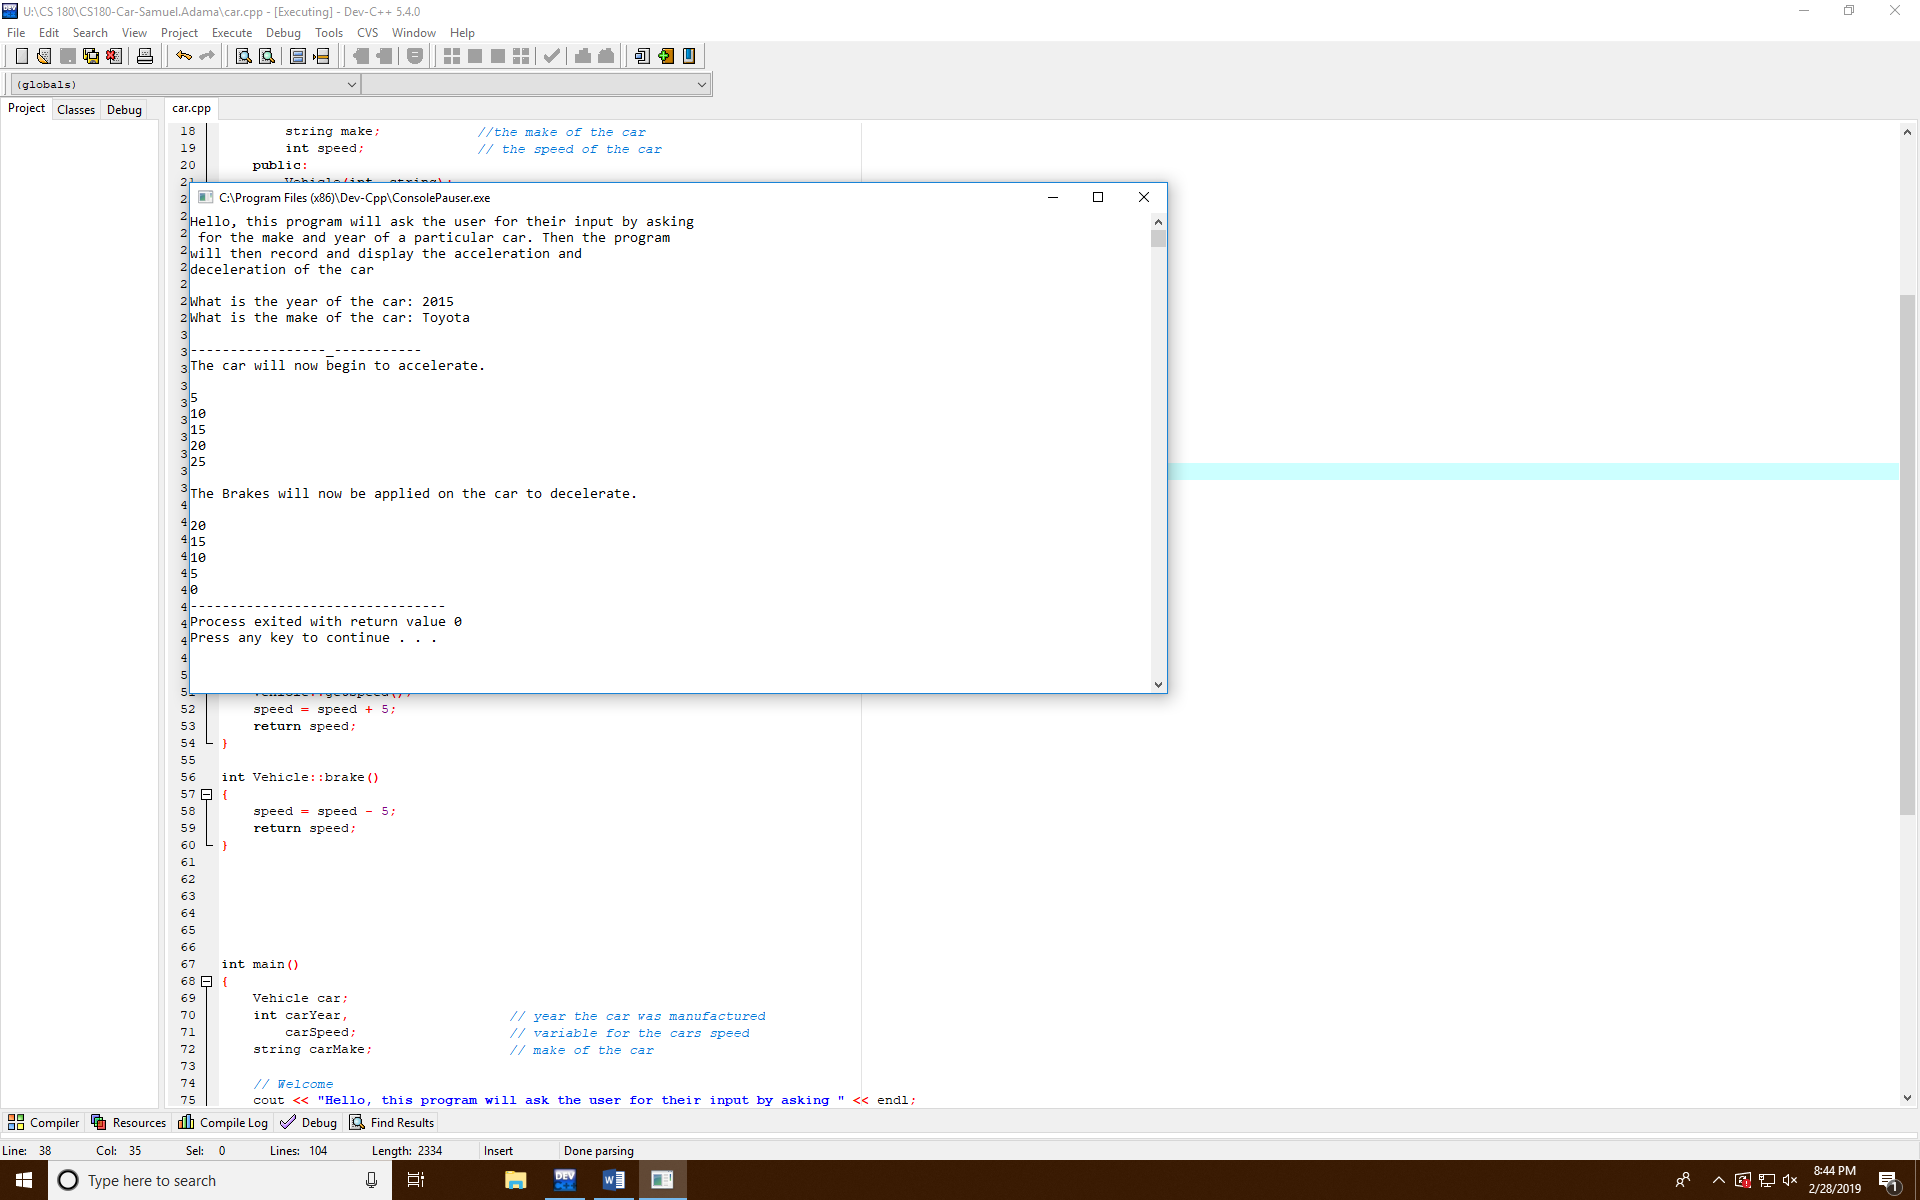 U:\CS 180\CS180-Car-Samuel.Adama\car.cpp - [Executing] - Dev-C++ 5.4.0
File Edit Search View Project Execute Debug Tools CVS Window Help
(globals)
Project Classes Debug car.cpp
18 string make; //the make of the car
19 int speed; // the speed of the car
20 public:
21 Vehicle(int, string);
C:\Program Files (x86)\Dev-Cpp\ConsolePauser.exe
Hello, this program will ask the user for their input by asking
for the make and year of a particular car. Then the program
will then record and display the acceleration and
deceleration of the car
What is the year of the car: 2015
What is the make of the car: Toyota
-----------------_-----------
The car will now begin to accelerate.
5
10
15
20
25
The Brakes will now be applied on the car to decelerate.
20
15
10
5
0
--------------------------------
Process exited with return value 0
Press any key to continue . . .
51 Vehicle::getSpeed();
52 speed = speed + 5;
53 return speed;
54 }
55
56 int Vehicle::brake()
57 {
58 speed = speed - 5;
59 return speed;
60 }
61
62
63
64
65
66
67 int main()
68 {
69 Vehicle car;
70 int carYear, // year the car was manufactured
71 carSpeed; // variable for the cars speed
72 string carMake; // make of the car
73
74 // Welcome
75 cout << "Hello, this program will ask the user for their input by asking " << endl;
Compiler Resources Compile Log Debug Find Results
Line: 38 Col: 35 Sel: 0 Lines: 104 Length: 2334 Insert Done parsing
Type here to search
DEV
8:44 PM
2/28/2019
1